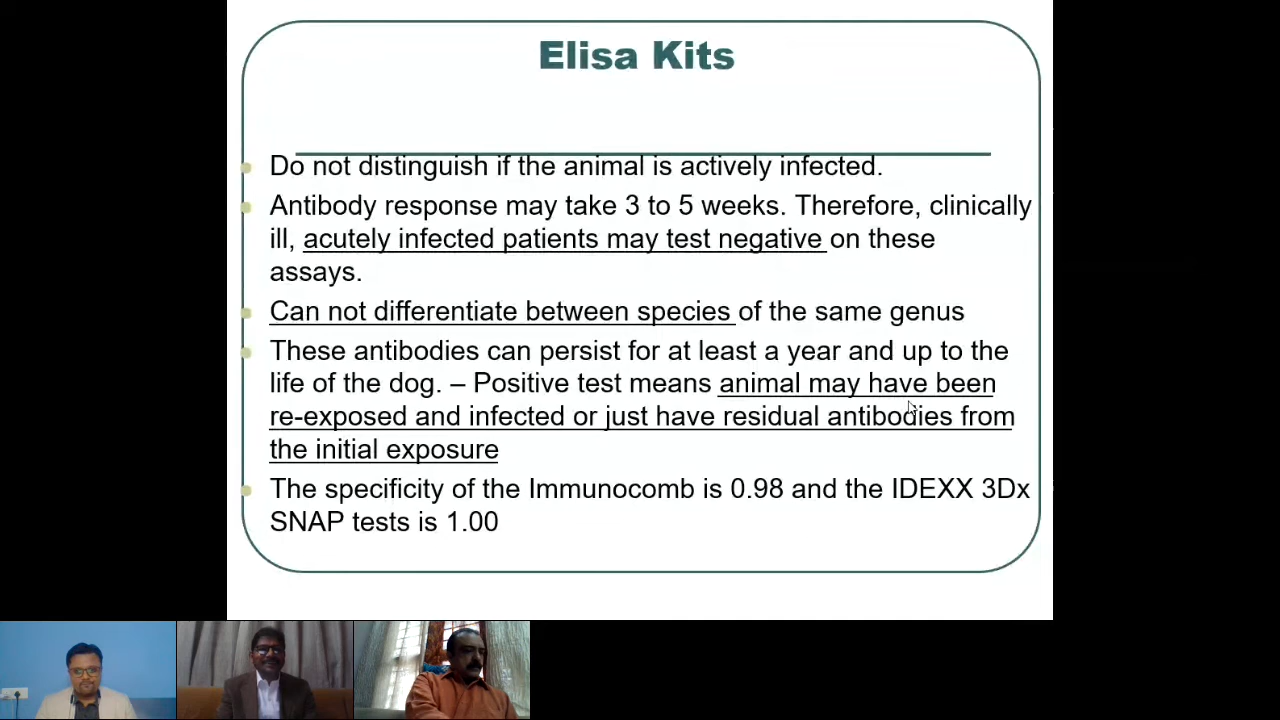 Elisa Kits
Do not distinguish if the animal is actively infected.
Antibody response may take 3 to 5 weeks. Therefore, clinically
ill, acutely infected patients may test negative on these
assays.
Can not differentiate between species of the same genus
These antibodies can persist for at least a year and up to the
life of the dog. – Positive test means animal may have been
re-exposed and infected or just have residual antibodies from
the initial exposure
The specificity of the Immunocomb is 0.98 and the IDEXX 3Dx
SNAP tests is 1.00